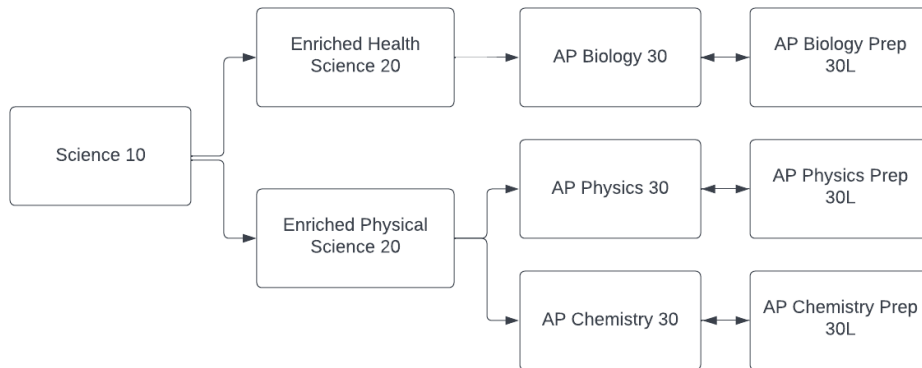 Enriched Health
Science 20
AP Biology 30
AP Biology Prep
30L
Science 10
AP Physics 30
AP Physics Prep
30L
Enriched Physical
Science 20
AP Chemistry 30
AP Chemistry Prep
30L